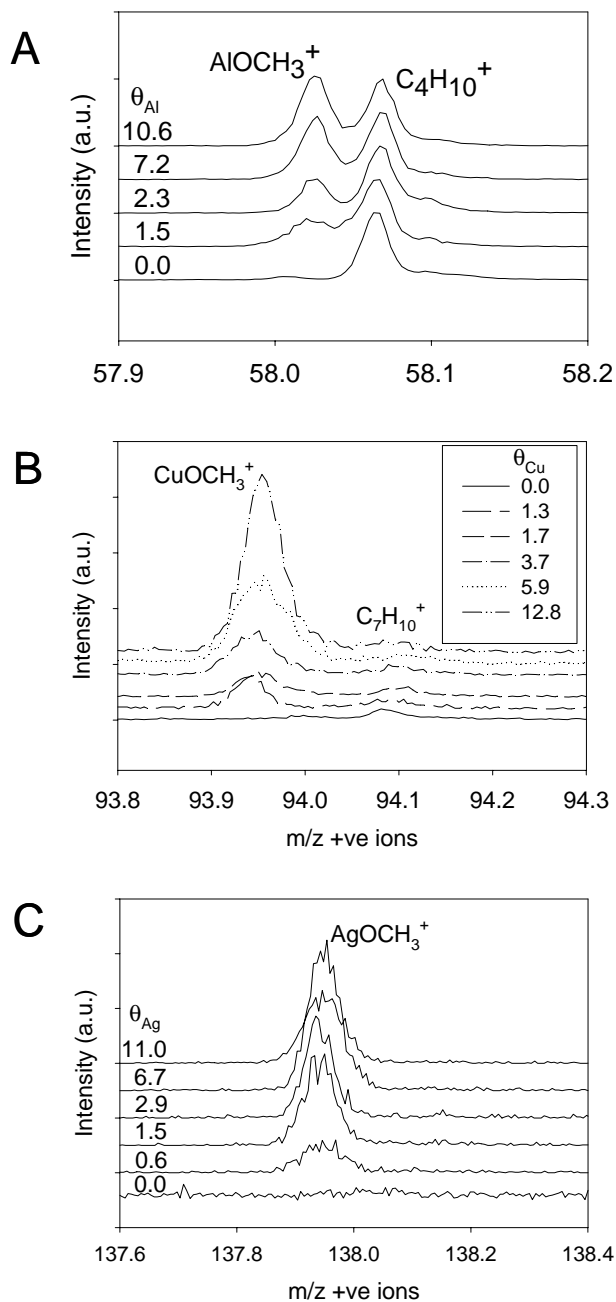 A
AlOCH3+
C4H10+
θAl
10.6
7.2
2.3
1.5
0.0
Intensity (a.u.)
57.9 58.0 58.1 58.2
B
CuOCH3+
C7H10+
θCu
0.0
1.3
1.7
3.7
5.9
12.8
Intensity (a.u.)
93.8 93.9 94.0 94.1 94.2 94.3
m/z +ve ions
C
AgOCH3+
θAg
11.0
6.7
2.9
1.5
0.6
0.0
Intensity (a.u.)
137.6 137.8 138.0 138.2 138.4
m/z +ve ions